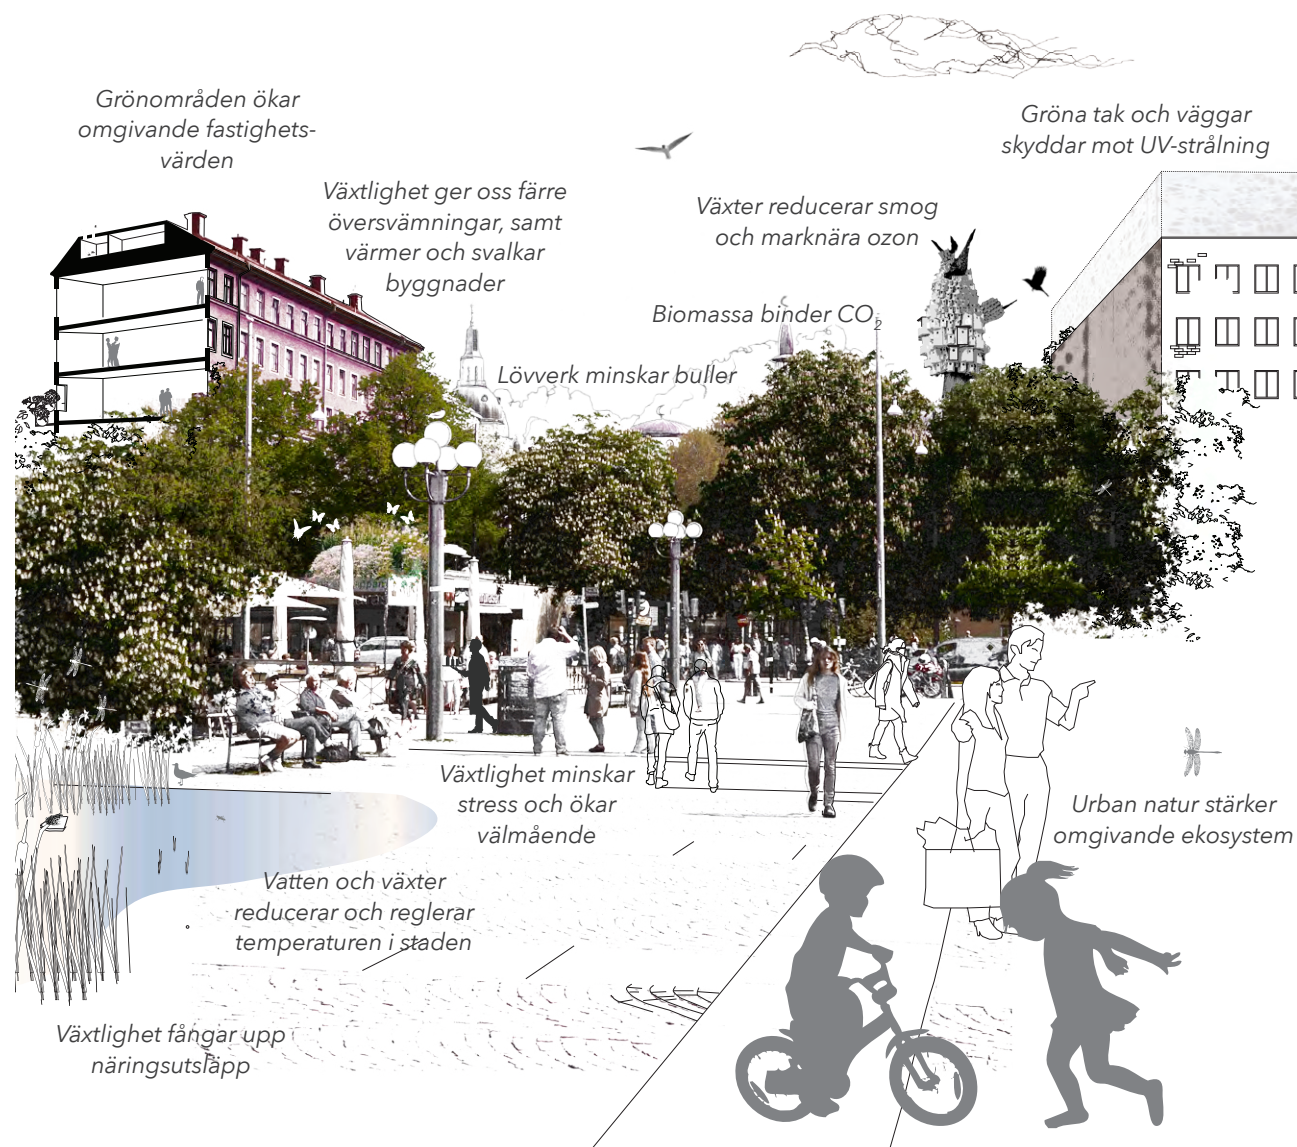 Grönområden ökar
omgivande fastighets-
värden
Gröna tak och väggar
skyddar mot UV-strålning
Växtlighet ger oss färre
översvämningar, samt
värmer och svalkar
byggnader
Växter reducerar smog
och marknära ozon
Biomassa binder CO₂
Lövverk minskar buller
Växtlighet minskar
stress och ökar
välmående
Urban natur stärker
omgivande ekosystem
Vatten och växter
reducerar och reglerar
temperaturen i staden
Växtlighet fångar upp
näringsutsläpp